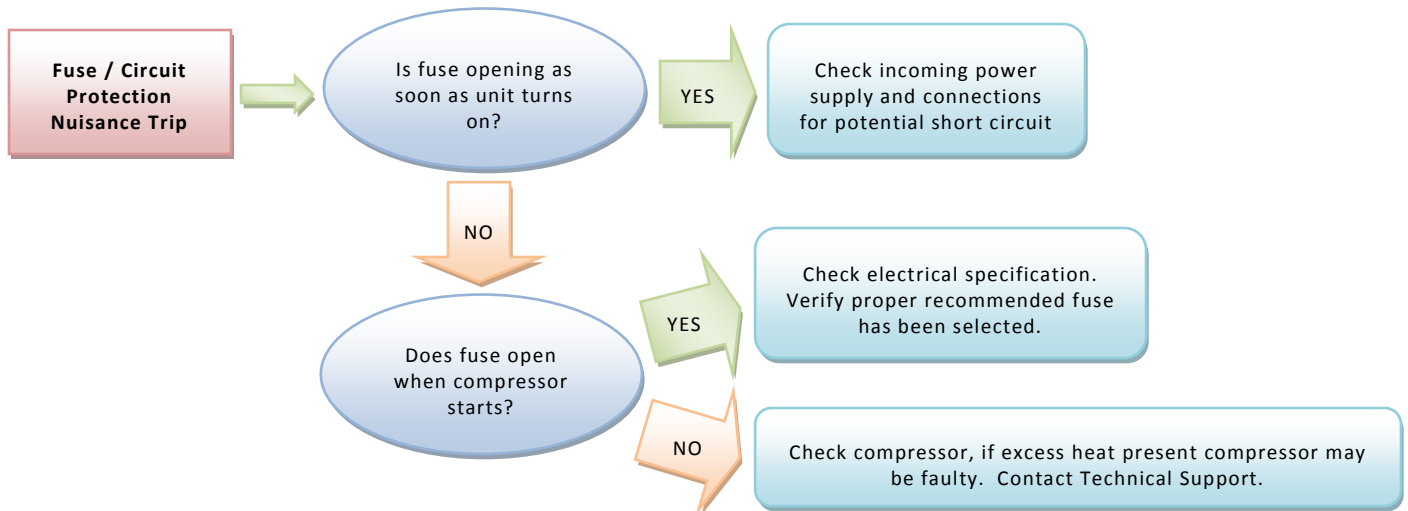 Fuse / Circuit
Protection
Nuisance Trip
Is fuse opening as
soon as unit turns
on?
YES
Check incoming power
supply and connections
for potential short circuit
NO
Does fuse open
when compressor
starts?
YES
Check electrical specification.
Verify proper recommended fuse
has been selected.
NO
Check compressor, if excess heat present compressor may
be faulty.  Contact Technical Support.